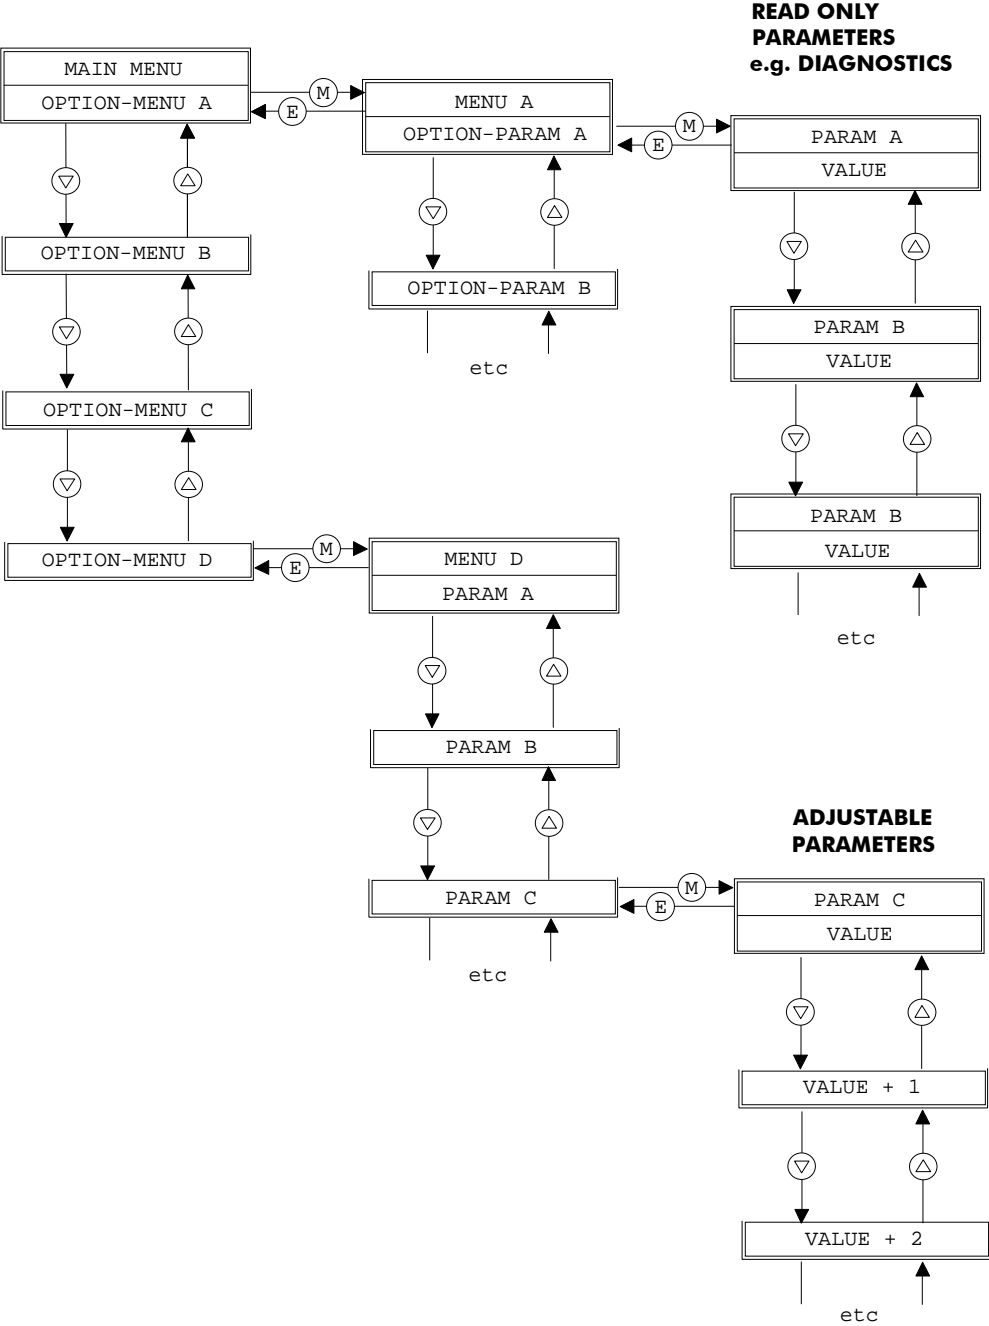 READ ONLY
PARAMETERS
e.g. DIAGNOSTICS
MAIN MENU
OPTION-MENU A
M
E
MENU A
OPTION-PARAM A
M
E
PARAM A
VALUE
OPTION-MENU B
OPTION-PARAM B
etc
PARAM B
VALUE
OPTION-MENU C
PARAM B
VALUE
etc
OPTION-MENU D
M
E
MENU D
PARAM A
PARAM B
ADJUSTABLE
PARAMETERS
PARAM C
etc
M
E
PARAM C
VALUE
VALUE + 1
VALUE + 2
etc